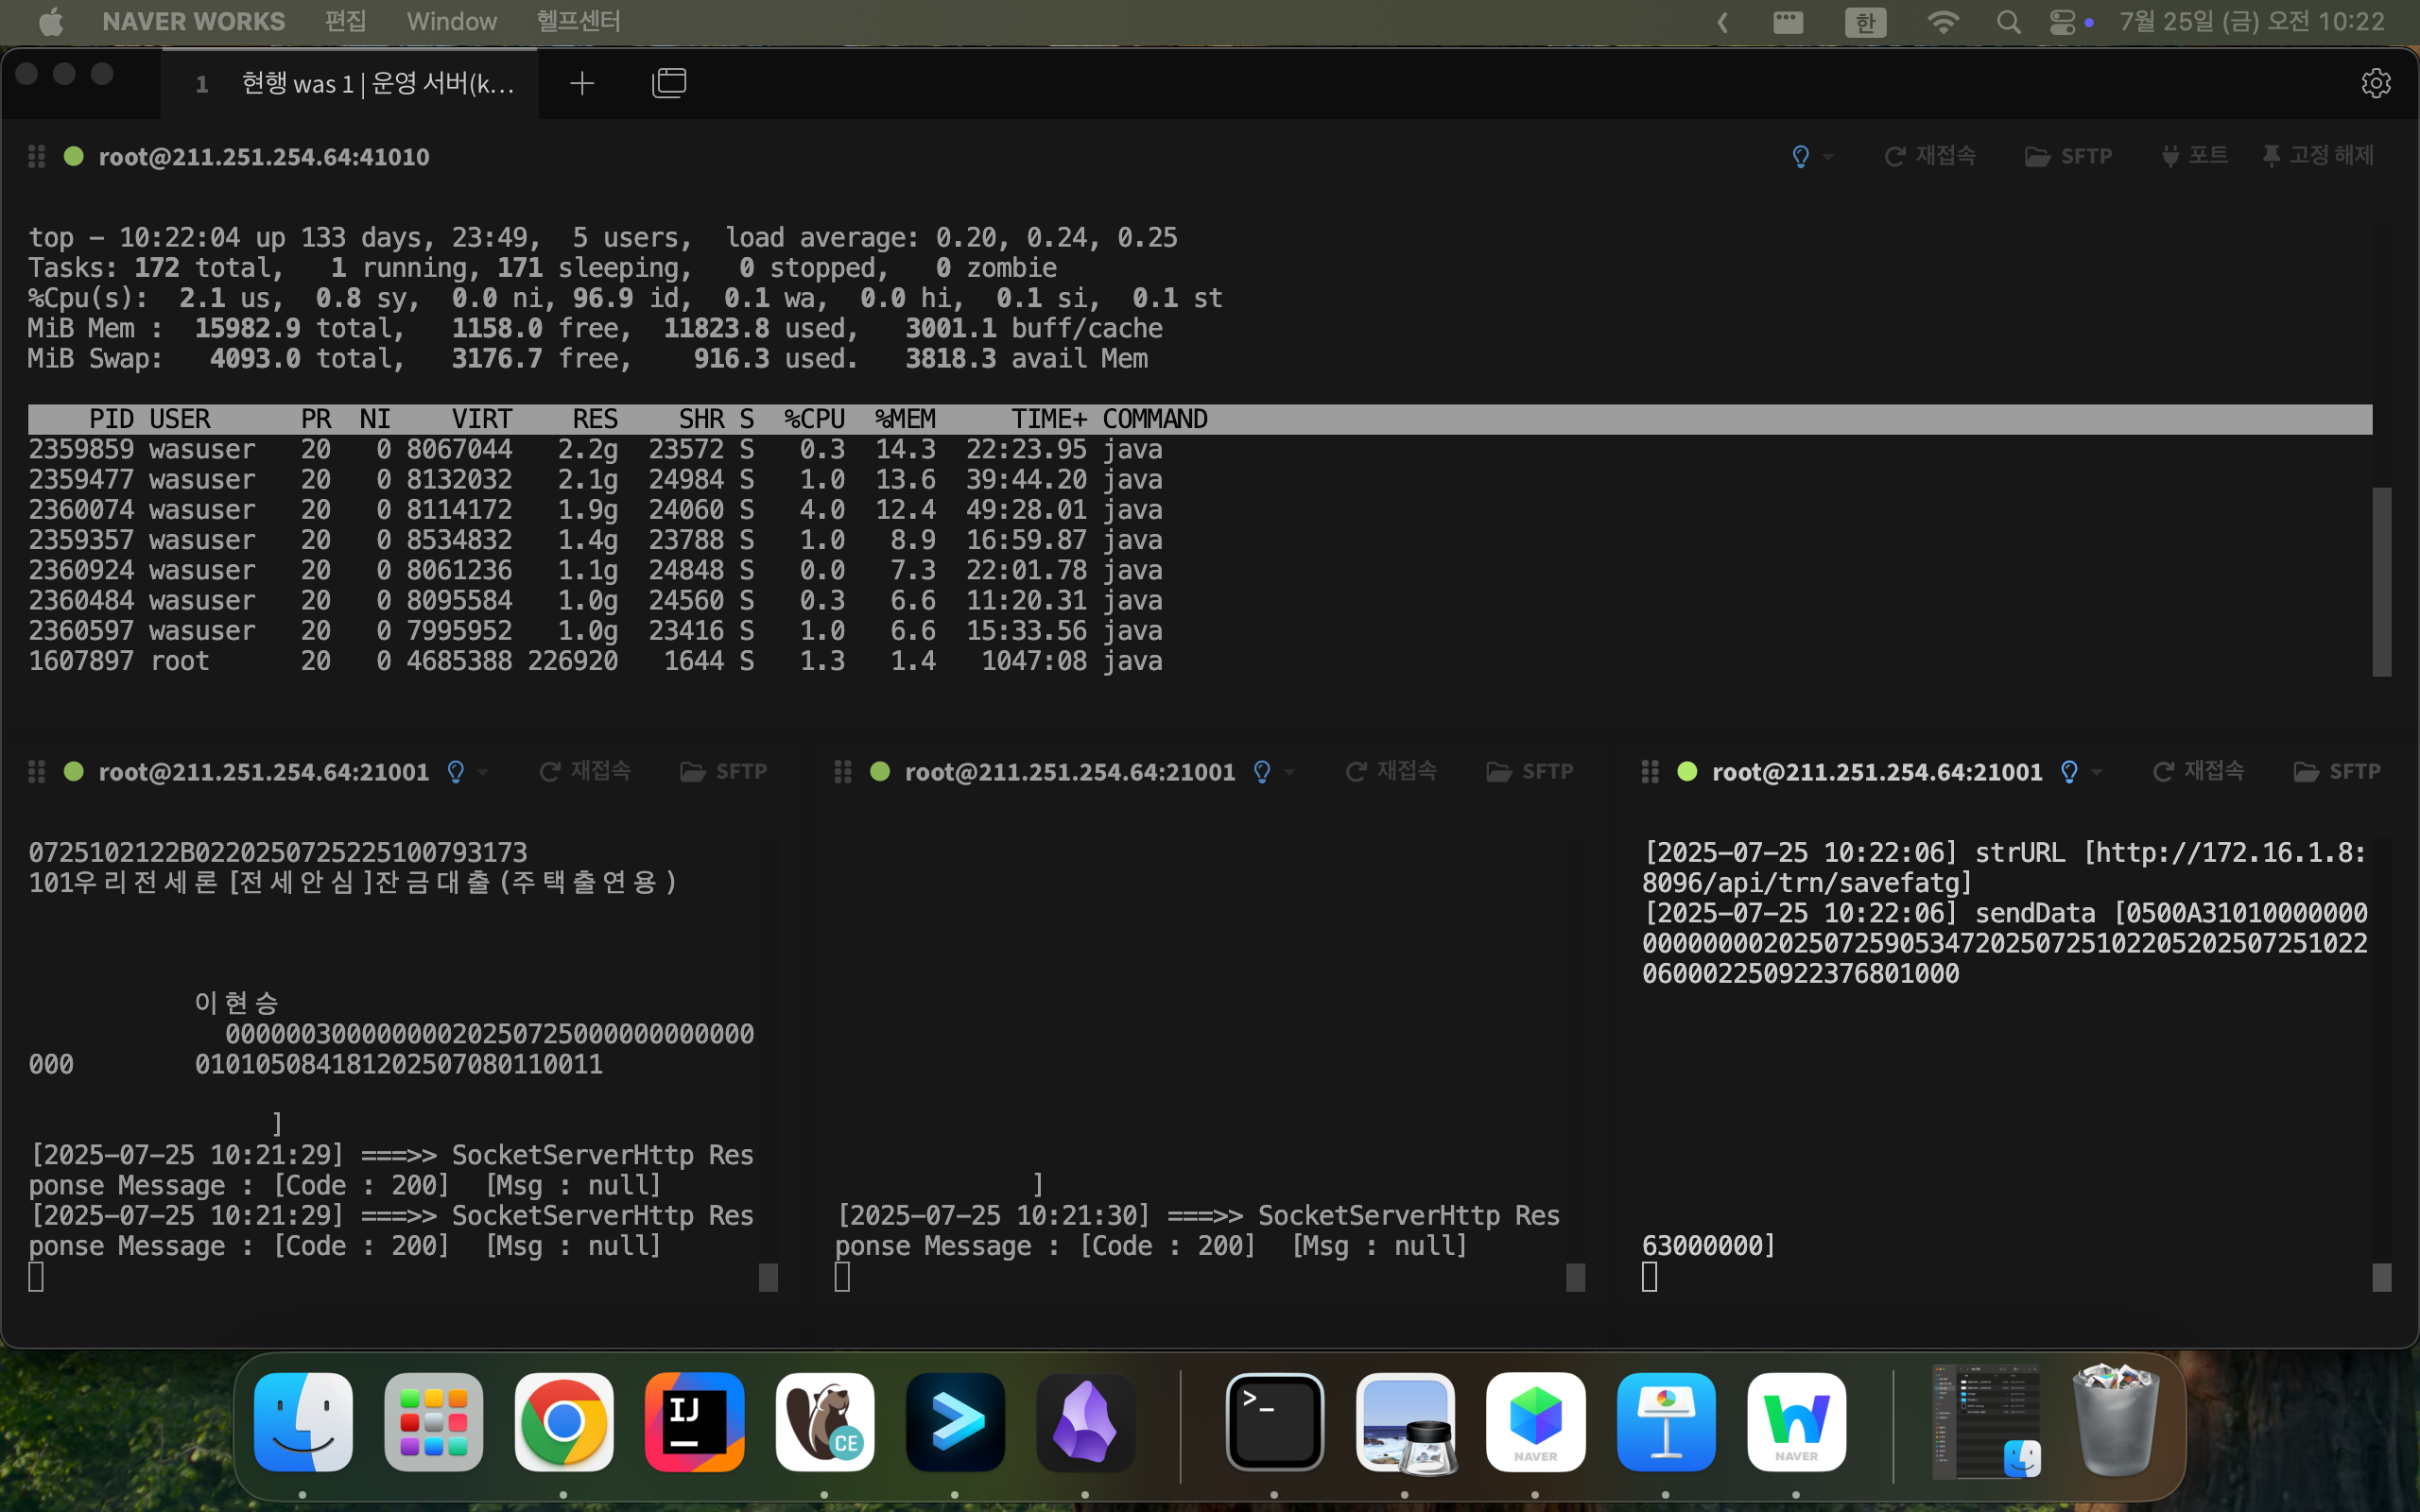 NAVER WORKS 편집 Window 헬프센터 한 7월 25일 (금) 오전 10:22
1 현행 was 1 | 운영 서버(k…
root@211.251.254.64:41010 재접속 SFTP 포트 고정 해제
top - 10:22:04 up 133 days, 23:49, 5 users, load average: 0.20, 0.24, 0.25
Tasks: 172 total, 1 running, 171 sleeping, 0 stopped, 0 zombie
%Cpu(s): 2.1 us, 0.8 sy, 0.0 ni, 96.9 id, 0.1 wa, 0.0 hi, 0.1 si, 0.1 st
MiB Mem : 15982.9 total, 1158.0 free, 11823.8 used, 3001.1 buff/cache
MiB Swap: 4093.0 total, 3176.7 free, 916.3 used. 3818.3 avail Mem
PID USER PR NI VIRT RES SHR S %CPU %MEM TIME+ COMMAND
2359859 wasuser 20 0 8067044 2.2g 23572 S 0.3 14.3 22:23.95 java
2359477 wasuser 20 0 8132032 2.1g 24984 S 1.0 13.6 39:44.20 java
2360074 wasuser 20 0 8114172 1.9g 24060 S 4.0 12.4 49:28.01 java
2359357 wasuser 20 0 8534832 1.4g 23788 S 1.0 8.9 16:59.87 java
2360924 wasuser 20 0 8061236 1.1g 24848 S 0.0 7.3 22:01.78 java
2360484 wasuser 20 0 8095584 1.0g 24560 S 0.3 6.6 11:20.31 java
2360597 wasuser 20 0 7995952 1.0g 23416 S 1.0 6.6 15:33.56 java
1607897 root 20 0 4685388 226920 1644 S 1.3 1.4 1047:08 java
root@211.251.254.64:21001 재접속 SFTP
0725102122B0220250725225100793173
101우리전세론 [전세안심]잔금대출(주택출연용)
이현승
00000030000000020250725000000000000
000 010105084181202507080110011
]
[2025-07-25 10:21:29] ===>> SocketServerHttp Res
ponse Message : [Code : 200] [Msg : null]
[2025-07-25 10:21:29] ===>> SocketServerHttp Res
ponse Message : [Code : 200] [Msg : null]
root@211.251.254.64:21001 재접속 SFTP
]
[2025-07-25 10:21:30] ===>> SocketServerHttp Res
ponse Message : [Code : 200] [Msg : null]
root@211.251.254.64:21001 재접속 SFTP
[2025-07-25 10:22:06] strURL [http://172.16.1.8:
8096/api/trn/savefatg]
[2025-07-25 10:22:06] sendData [0500A31010000000
000000002025072590534720250725102205202507251022
060002250922376801000
63000000]
IJ
CE
>_
NAVER
NAVER